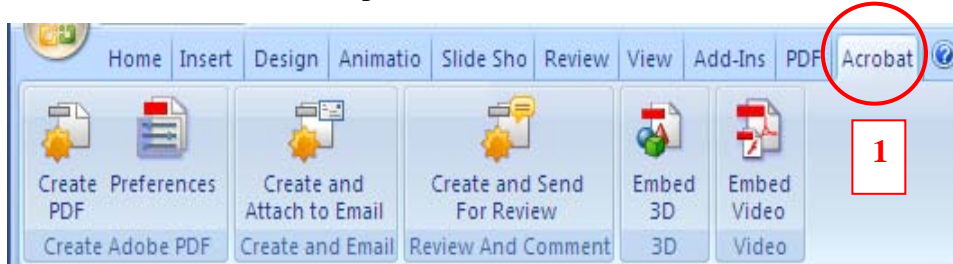 Home Insert Design Animatio Slide Sho Review View Add-Ins PDF Acrobat
1
Create PDF
Preferences
Create and Attach to Email
Create and Send For Review
Embed 3D
Embed Video
Create Adobe PDF Create and Email Review And Comment 3D Video